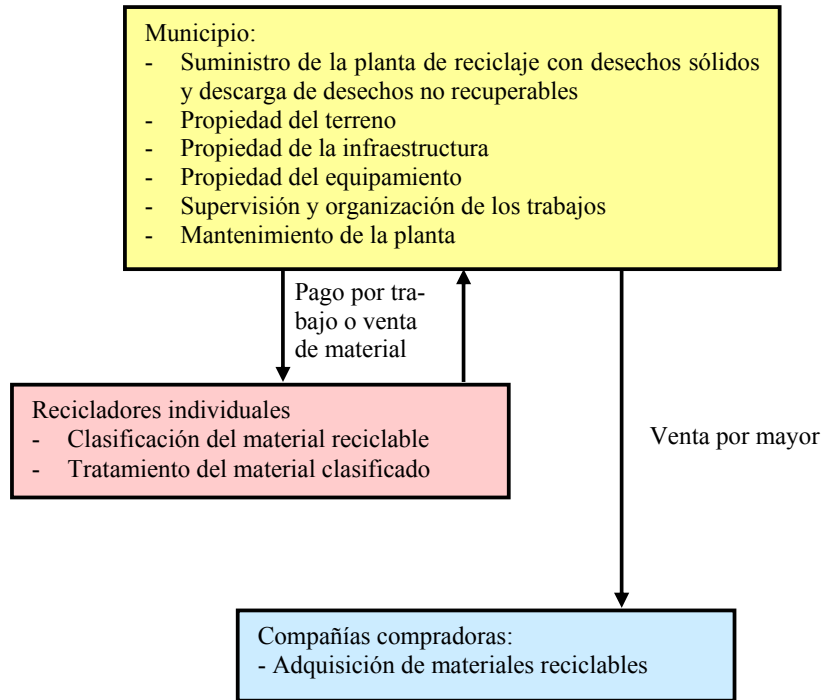 Municipio:
- Suministro de la planta de reciclaje con desechos sólidos
y descarga de desechos no recuperables
- Propiedad del terreno
- Propiedad de la infraestructura
- Propiedad del equipamiento
- Supervisión y organización de los trabajos
- Mantenimiento de la planta
Pago por tra-
bajo o venta
de material
Recicladores individuales
- Clasificación del material reciclable
- Tratamiento del material clasificado
Venta por mayor
Compañías compradoras:
- Adquisición de materiales reciclables